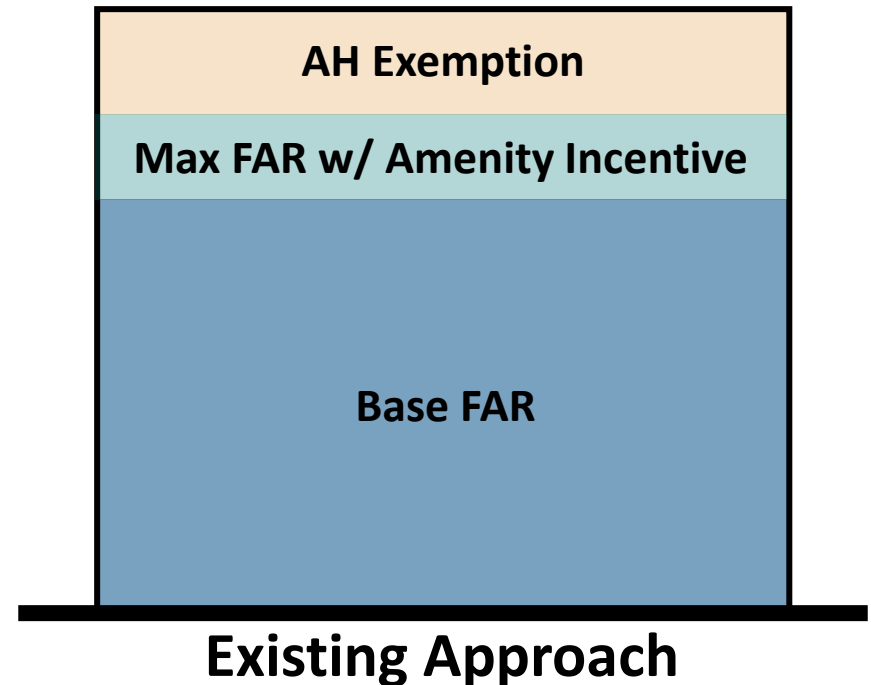 AH Exemption
Max FAR w/ Amenity Incentive
Base FAR
Existing Approach